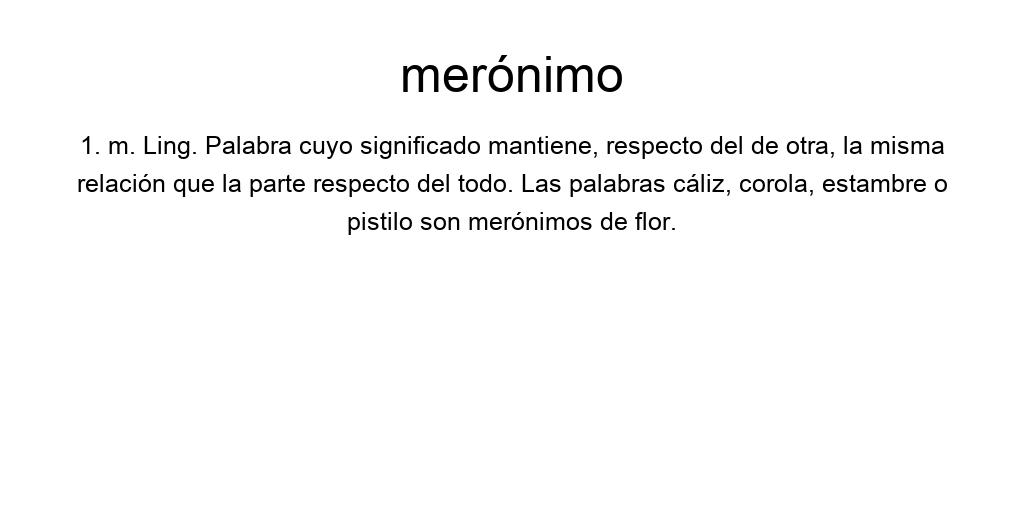 merónimo
1. m. Ling. Palabra cuyo significado mantiene, respecto del de otra, la misma
relación que la parte respecto del todo. Las palabras cáliz, corola, estambre o
pistilo son merónimos de flor.